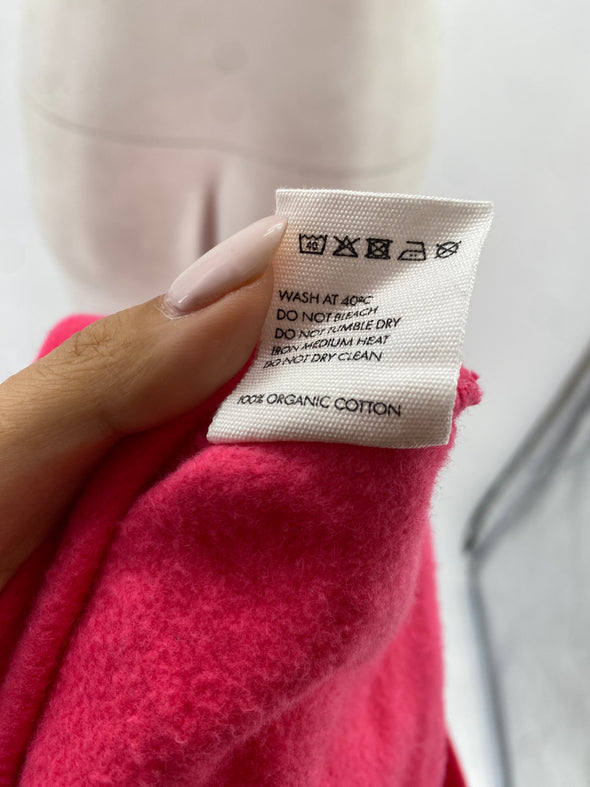 40
WASH AT 40ºC
DO NOT BLEACH
DO NOT TUMBLE DRY
IRON MEDIUM HEAT
DO NOT DRY CLEAN
100% ORGANIC COTTON